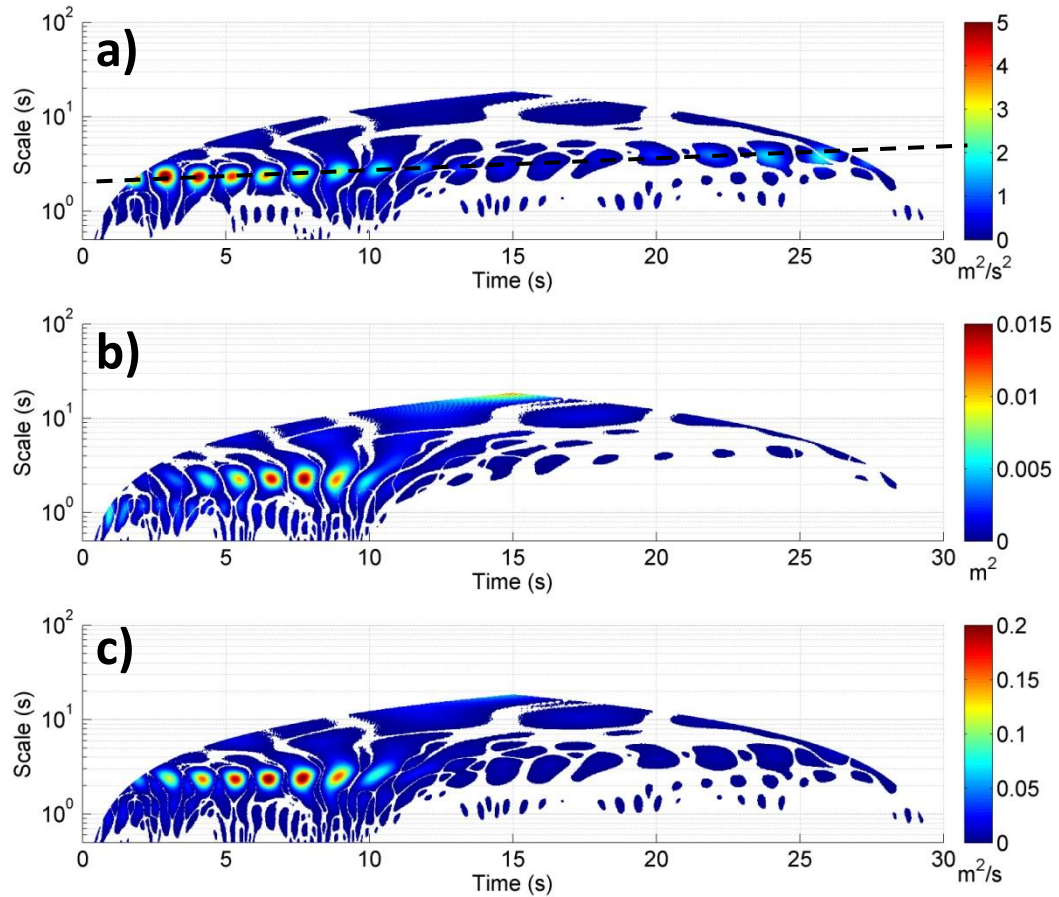 a)
Scale (s)
10² 10¹ 10⁰
0 5 10 15 20 25 30
Time (s)
5 4 3 2 1 0
m²/s²
b)
Scale (s)
10² 10¹ 10⁰
0 5 10 15 20 25 30
Time (s)
0.015 0.01 0.005 0
m²
c)
Scale (s)
10² 10¹ 10⁰
0 5 10 15 20 25 30
Time (s)
0.2 0.15 0.1 0.05 0
m²/s